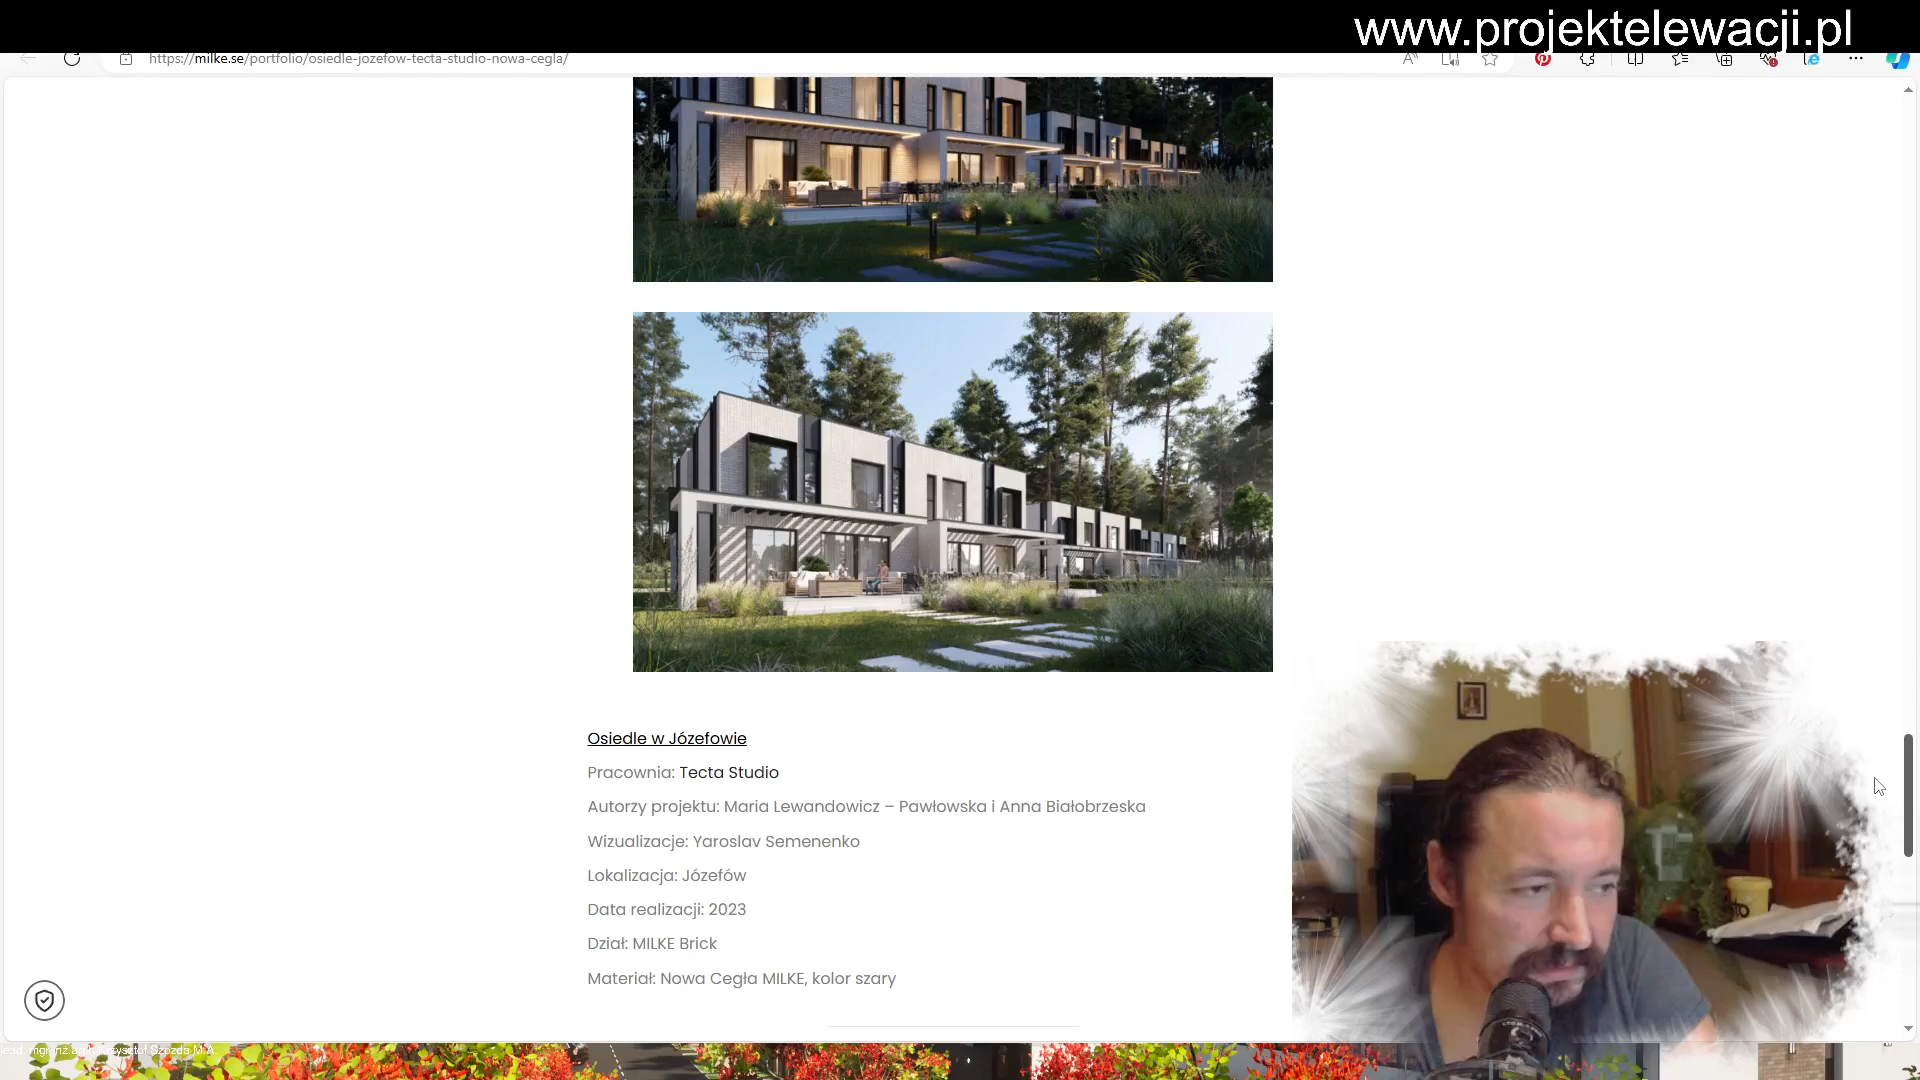 www.projektelewacji.pl
https://milke.se/portfolio/osiedle-jozefow-tecta-studio-nowa-cegla/
Osiedle w Józefowie
Pracownia: Tecta Studio
Autorzy projektu: Maria Lewandowicz – Pawłowska i Anna Białobrzeska
Wizualizacje: Yaroslav Semenenko
Lokalizacja: Józefów
Data realizacji: 2023
Dział: MILKE Brick
Materiał: Nowa Cegła MILKE, kolor szary
Szozda M.A.